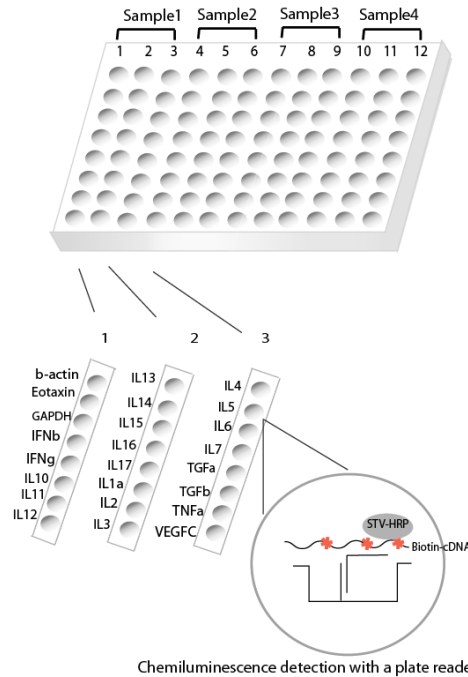 Sample1 Sample2 Sample3 Sample4
1 2 3 4 5 6 7 8 9 10 11 12
1 2 3
b-actin
Eotaxin
GAPDH
IFNb
IFNg
IL10
IL11
IL12
IL13
IL14
IL15
IL16
IL17
IL1a
IL2
IL3
IL4
IL5
IL6
IL7
TGFa
TGFb
TNFa
VEGFC
STV-HRP
Biotin-cDNA
Chemiluminescence detection with a plate reade